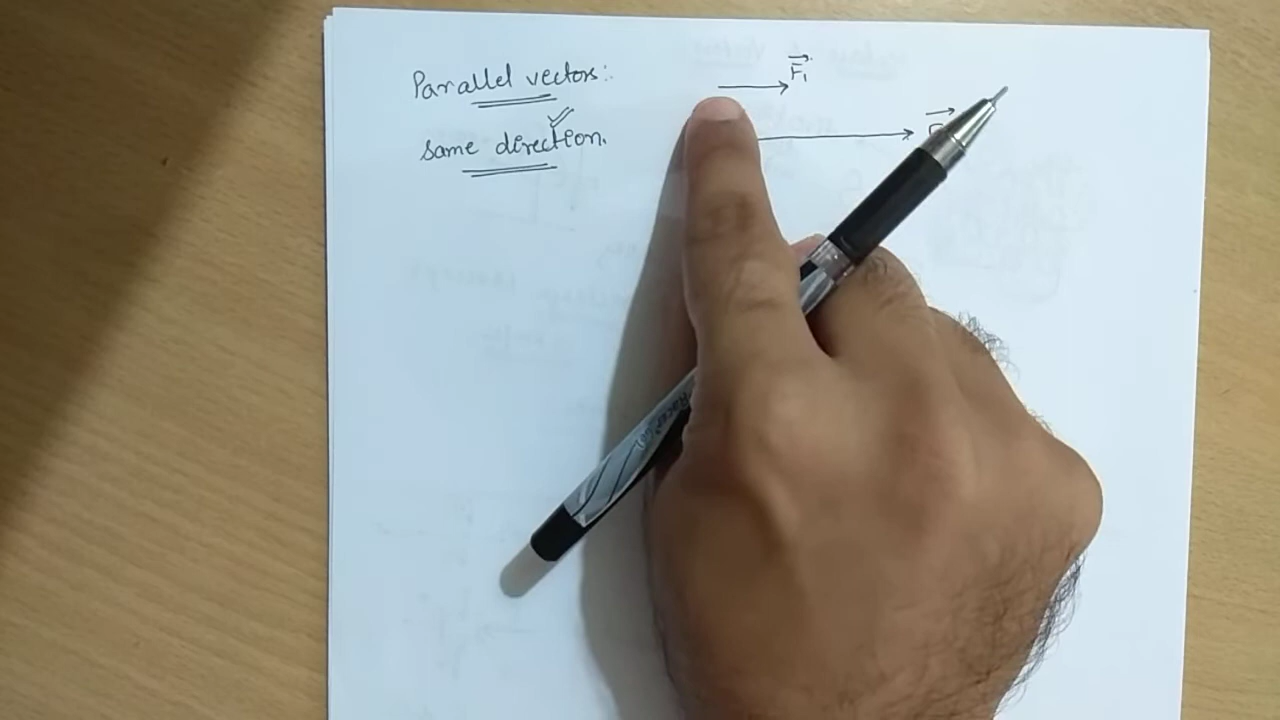 Parallel vectors:
F₁
same direction.